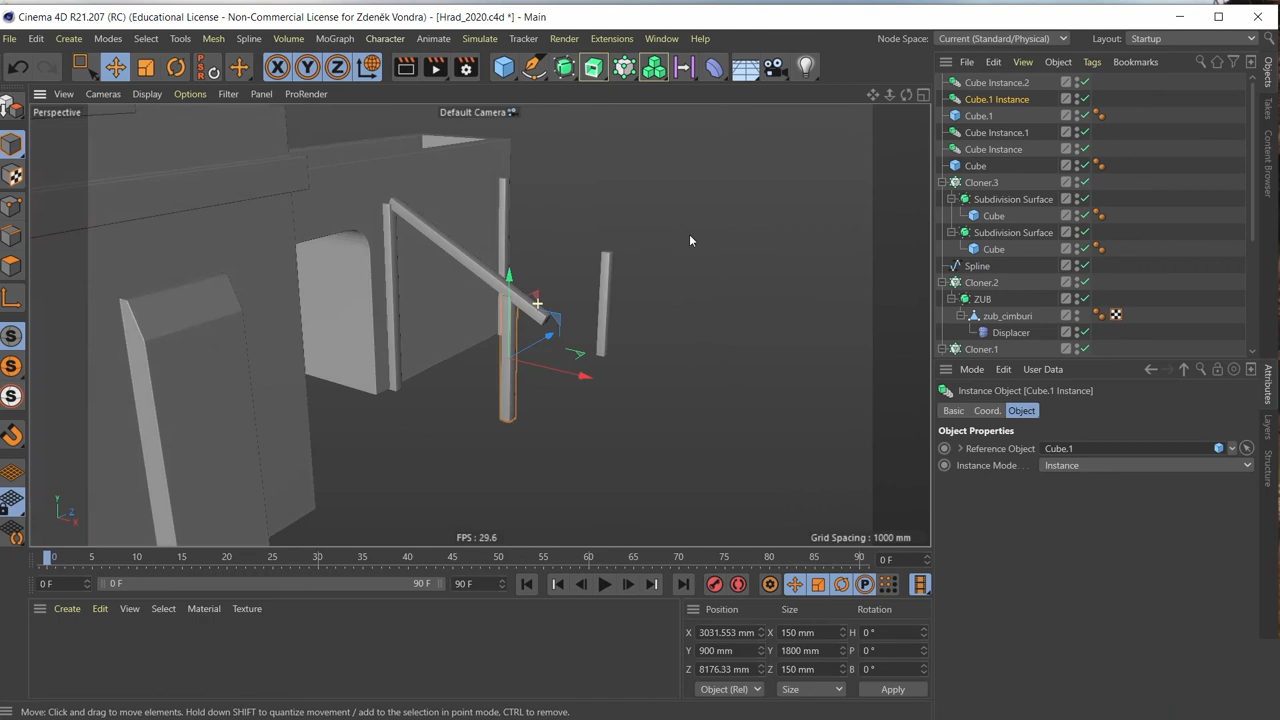 Cinema 4D R21.207 (RC) (Educational License - Non-Commercial License for Zdeněk Vondra) - [Hrad_2020.c4d *] - Main
File Edit Create Modes Select Tools Mesh Spline Volume MoGraph Character Animate Simulate Tracker Render Extensions Window Help Node Space: Current (Standard/Physical) Layout: Startup
X Y Z
P S R
View Cameras Display Options Filter Panel ProRender
File Edit View Object Tags Bookmarks
Perspective
Default Camera
Cube Instance.2
Cube.1 Instance
Cube.1
Cube Instance.1
Cube Instance
Cube
Cloner.3
Subdivision Surface
Cube
Subdivision Surface
Cube
Spline
Cloner.2
ZUB
zub_cimburi
Displacer
Cloner.1
Objects
Takes
Content Browser
Mode Edit User Data
Instance Object [Cube.1 Instance]
Basic Coord. Object
Object Properties
Reference Object Cube.1
Instance Mode. . . Instance
Attributes
Layers
Structure
Y
Z
X
FPS : 29.6
Grid Spacing : 1000 mm
0 5 10 15 20 25 30 35 40 45 50 55 60 65 70 75 80 85 90 0 F
0 F 0 F 90 F 90 F
P
Create Edit View Select Material Texture
Position Size Rotation
X 3031.553 mm X 150 mm H 0 °
Y 900 mm Y 1800 mm P 0 °
Z 8176.33 mm Z 150 mm B 0 °
Object (Rel) Size Apply
Move: Click and drag to move elements. Hold down SHIFT to quantize movement / add to the selection in point mode, CTRL to remove.